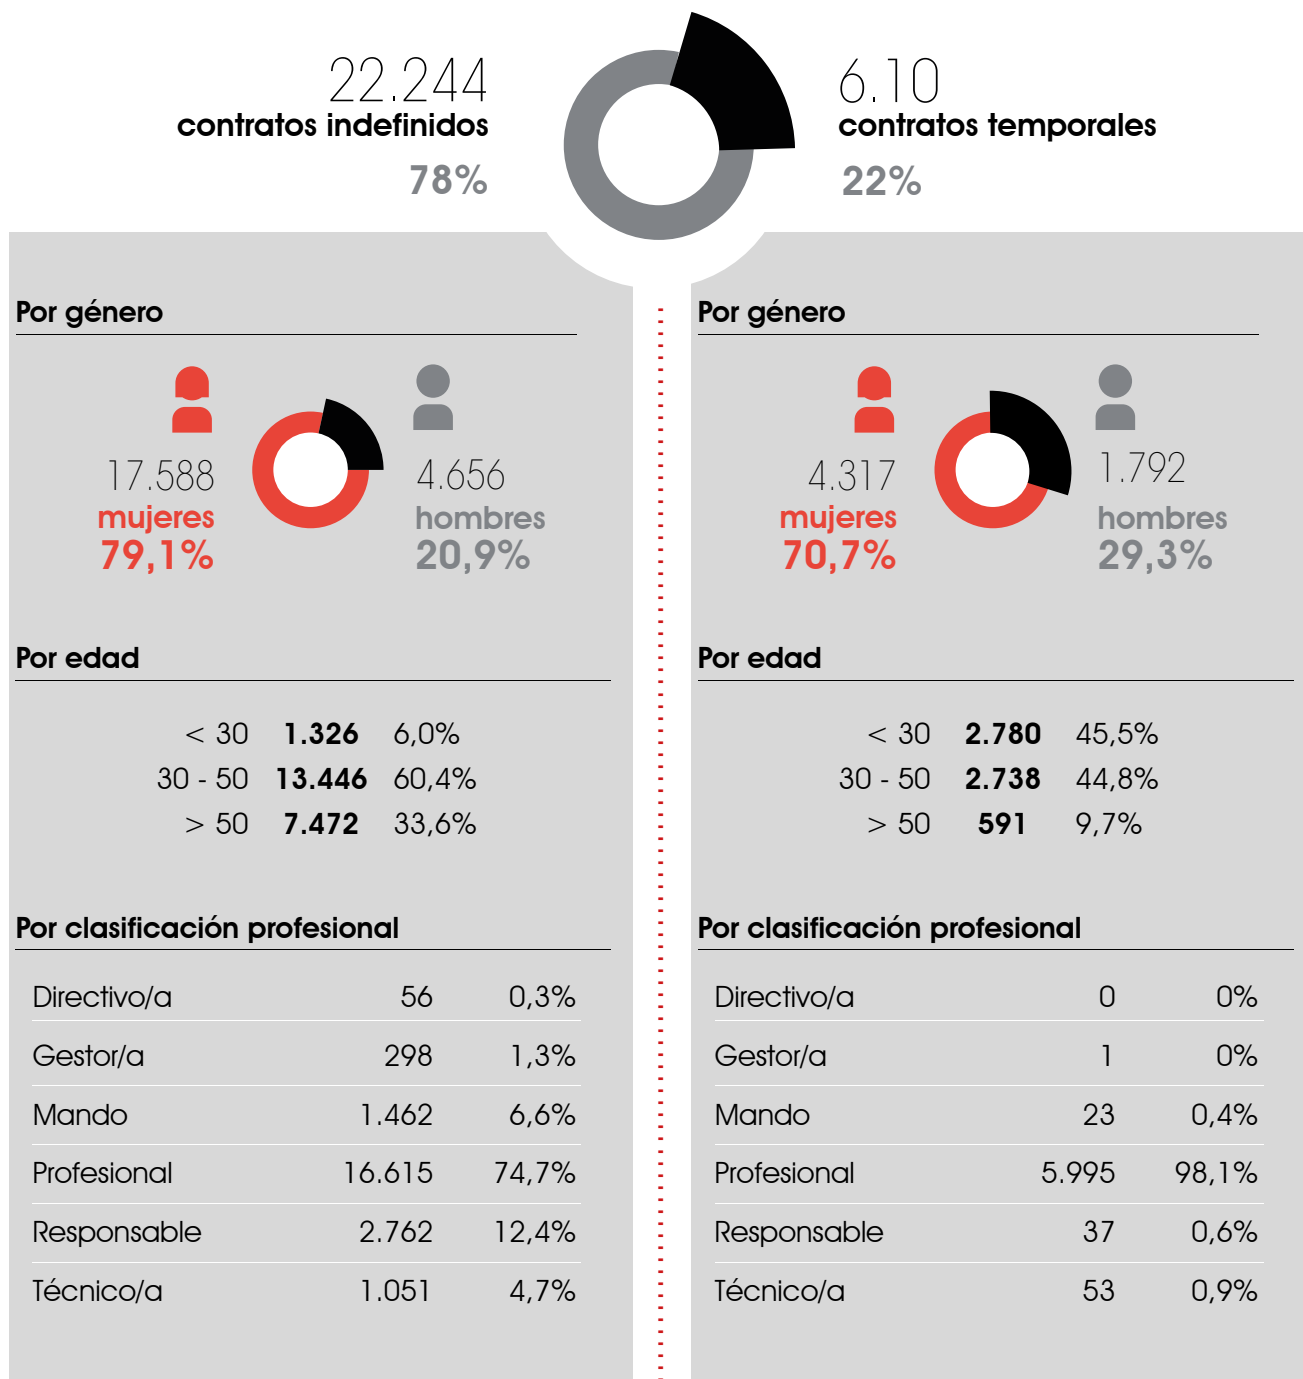 22.244
contratos indefinidos
78%
6.10
contratos temporales
22%
Por género
17.588
mujeres
79,1%
4.656
hombres
20,9%
Por edad
< 30 1.326 6,0%
30 - 50 13.446 60,4%
> 50 7.472 33,6%
Por clasificación profesional
Directivo/a 56 0,3%
Gestor/a 298 1,3%
Mando 1.462 6,6%
Profesional 16.615 74,7%
Responsable 2.762 12,4%
Técnico/a 1.051 4,7%
Por género
4.317
mujeres
70,7%
1.792
hombres
29,3%
Por edad
< 30 2.780 45,5%
30 - 50 2.738 44,8%
> 50 591 9,7%
Por clasificación profesional
Directivo/a 0 0%
Gestor/a 1 0%
Mando 23 0,4%
Profesional 5.995 98,1%
Responsable 37 0,6%
Técnico/a 53 0,9%